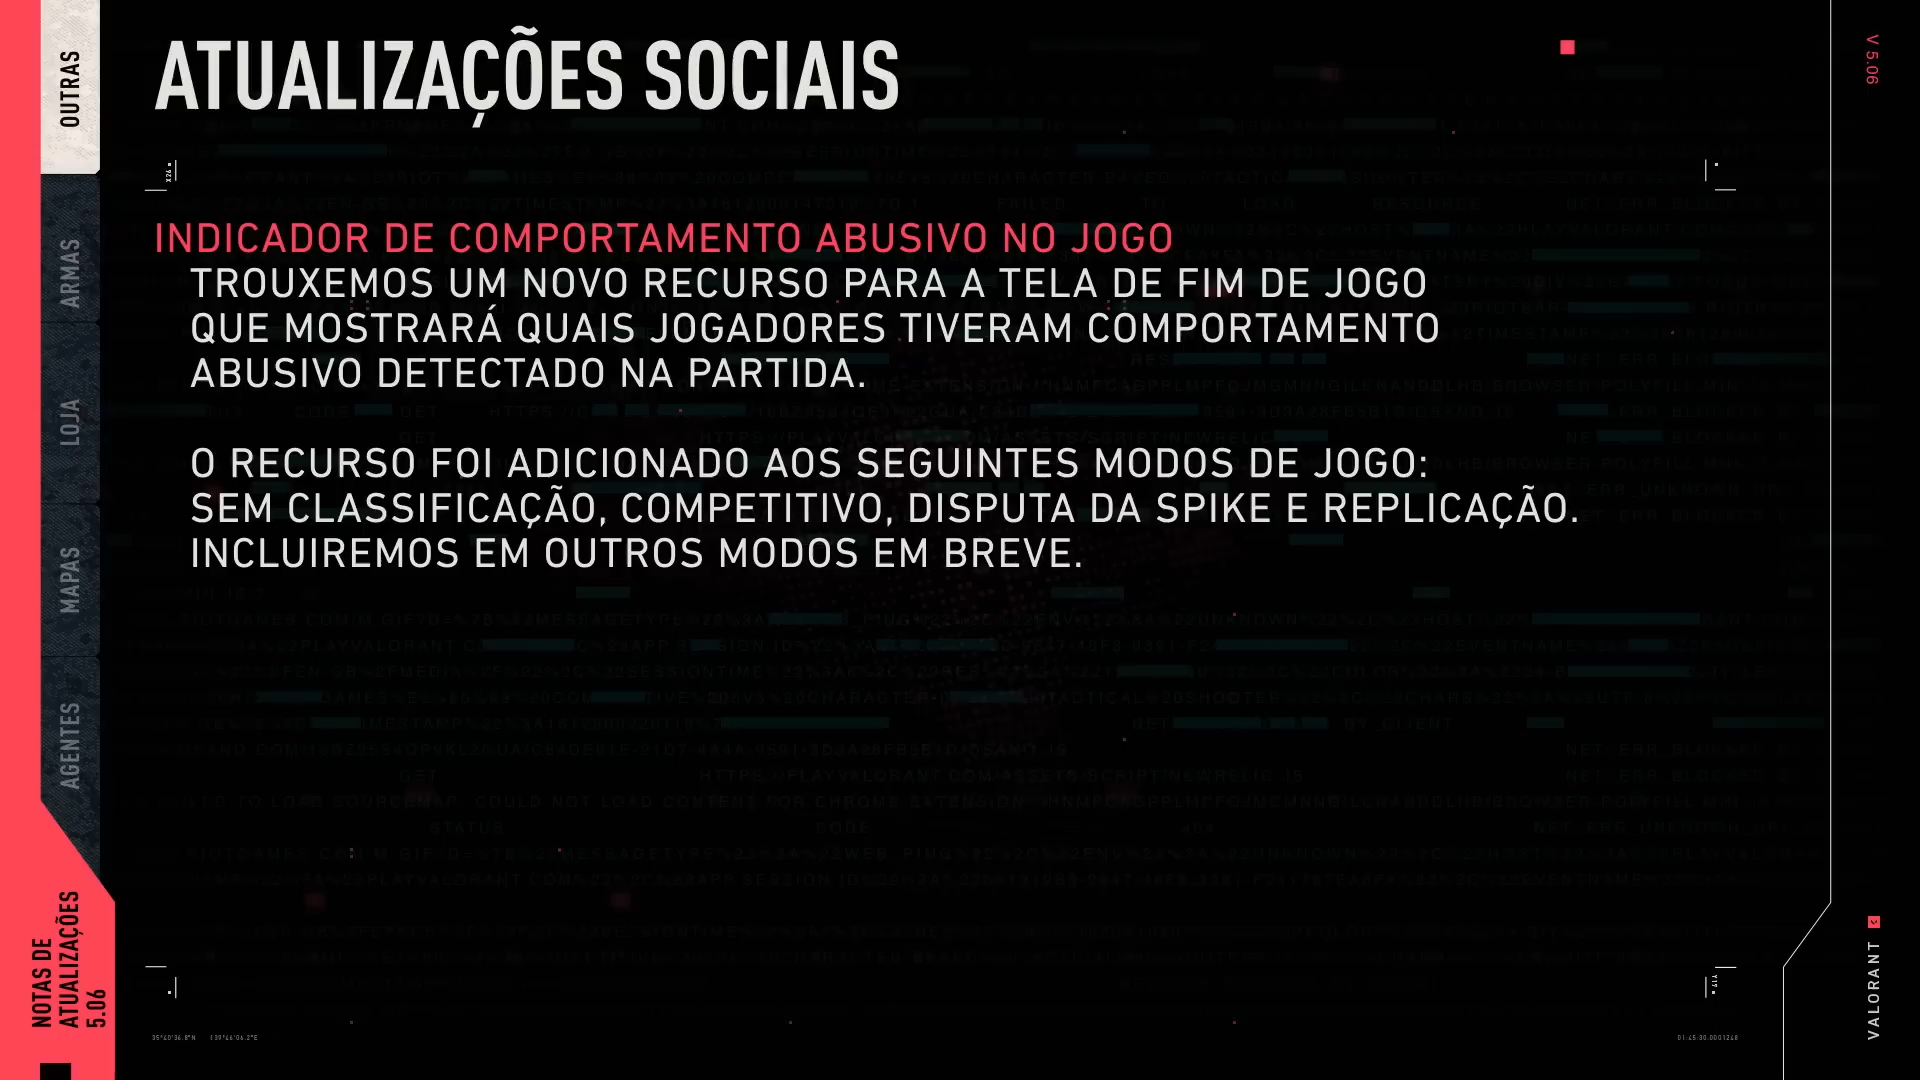 ATUALIZAÇÕES SOCIAIS
INDICADOR DE COMPORTAMENTO ABUSIVO NO JOGO
TROUXEMOS UM NOVO RECURSO PARA A TELA DE FIM DE JOGO
QUE MOSTRARÁ QUAIS JOGADORES TIVERAM COMPORTAMENTO
ABUSIVO DETECTADO NA PARTIDA.
O RECURSO FOI ADICIONADO AOS SEGUINTES MODOS DE JOGO:
SEM CLASSIFICAÇÃO, COMPETITIVO, DISPUTA DA SPIKE E REPLICAÇÃO.
INCLUIREMOS EM OUTROS MODOS EM BREVE.
OUTRAS
ARMAS
LOJA
MAPAS
AGENTES
NOTAS DE
ATUALIZAÇÕES
5.06
V 5.06
VALORANT